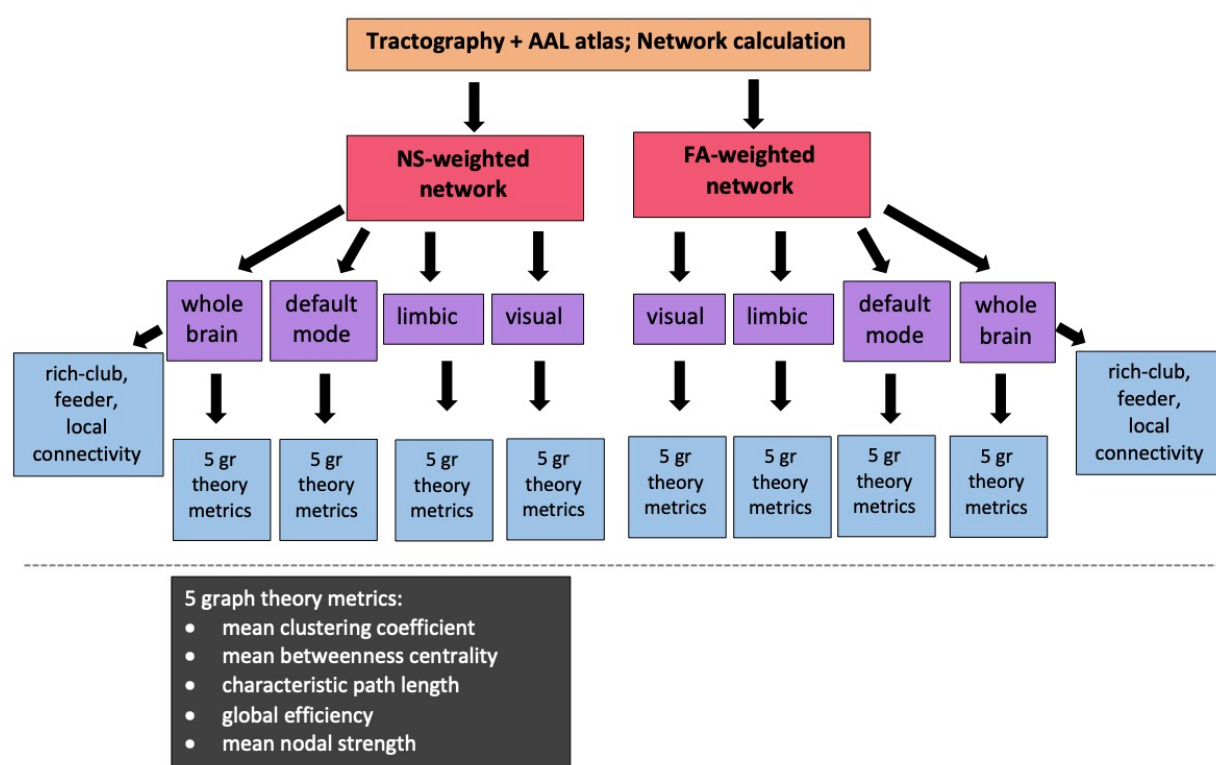 Tractography + AAL atlas; Network calculation
NS-weighted
network
FA-weighted
network
whole
brain
default
mode
limbic
visual
visual
limbic
default
mode
whole
brain
rich-club,
feeder,
local
connectivity
5 gr
theory
metrics
5 gr
theory
metrics
5 gr
theory
metrics
5 gr
theory
metrics
5 gr
theory
metrics
5 gr
theory
metrics
5 gr
theory
metrics
5 gr
theory
metrics
rich-club,
feeder,
local
connectivity
5 graph theory metrics:
• mean clustering coefficient
• mean betweenness centrality
• characteristic path length
• global efficiency
• mean nodal strength